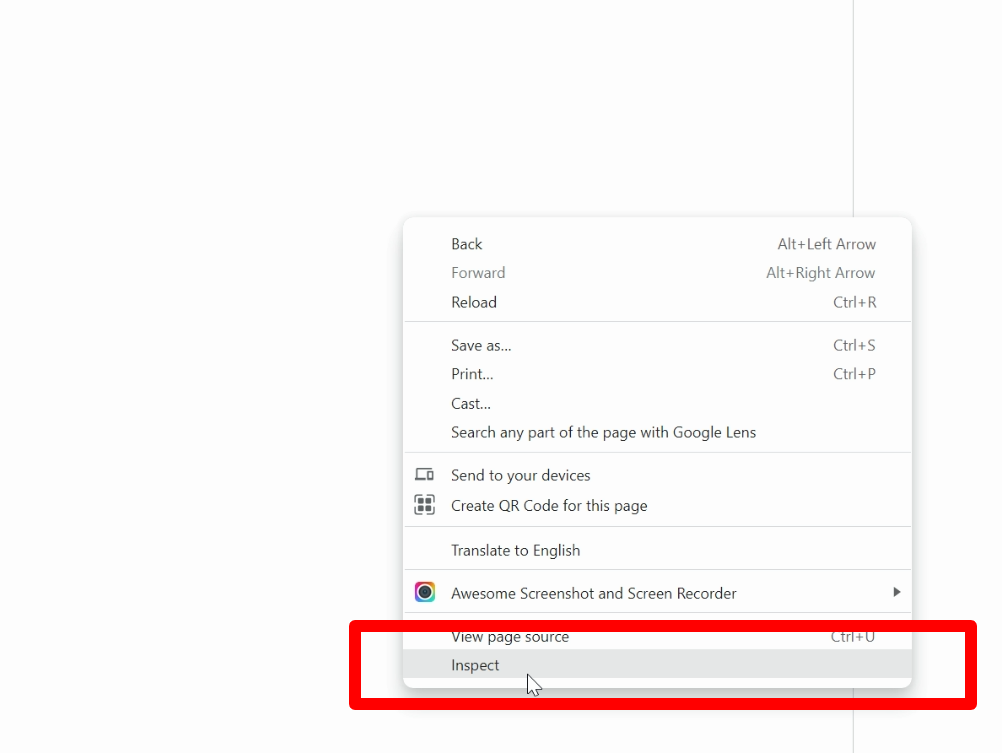 Back Alt+Left Arrow
Forward Alt+Right Arrow
Reload Ctrl+R
Save as... Ctrl+S
Print... Ctrl+P
Cast...
Search any part of the page with Google Lens
Send to your devices
Create QR Code for this page
Translate to English
Awesome Screenshot and Screen Recorder
View page source Ctrl+U
Inspect